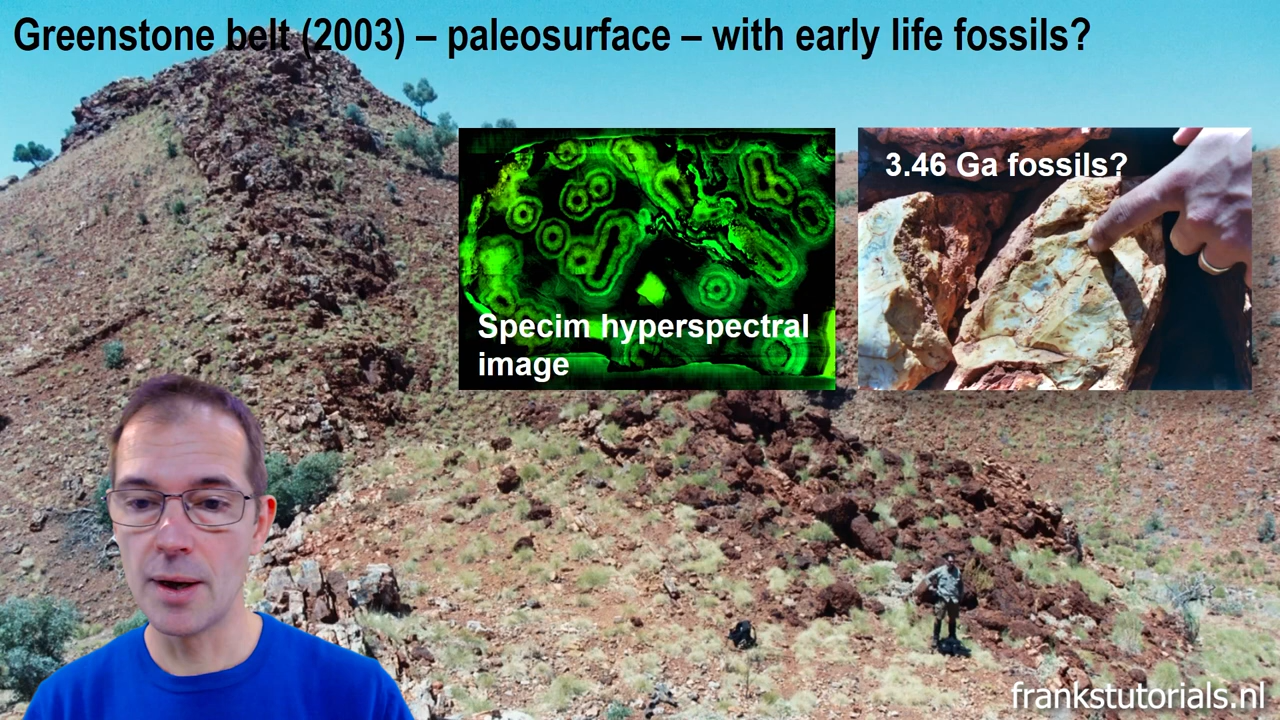 Greenstone belt (2003) – paleosurface – with early life fossils?
3.46 Ga fossils?
Specim hyperspectral
image
frankstutorials.nl